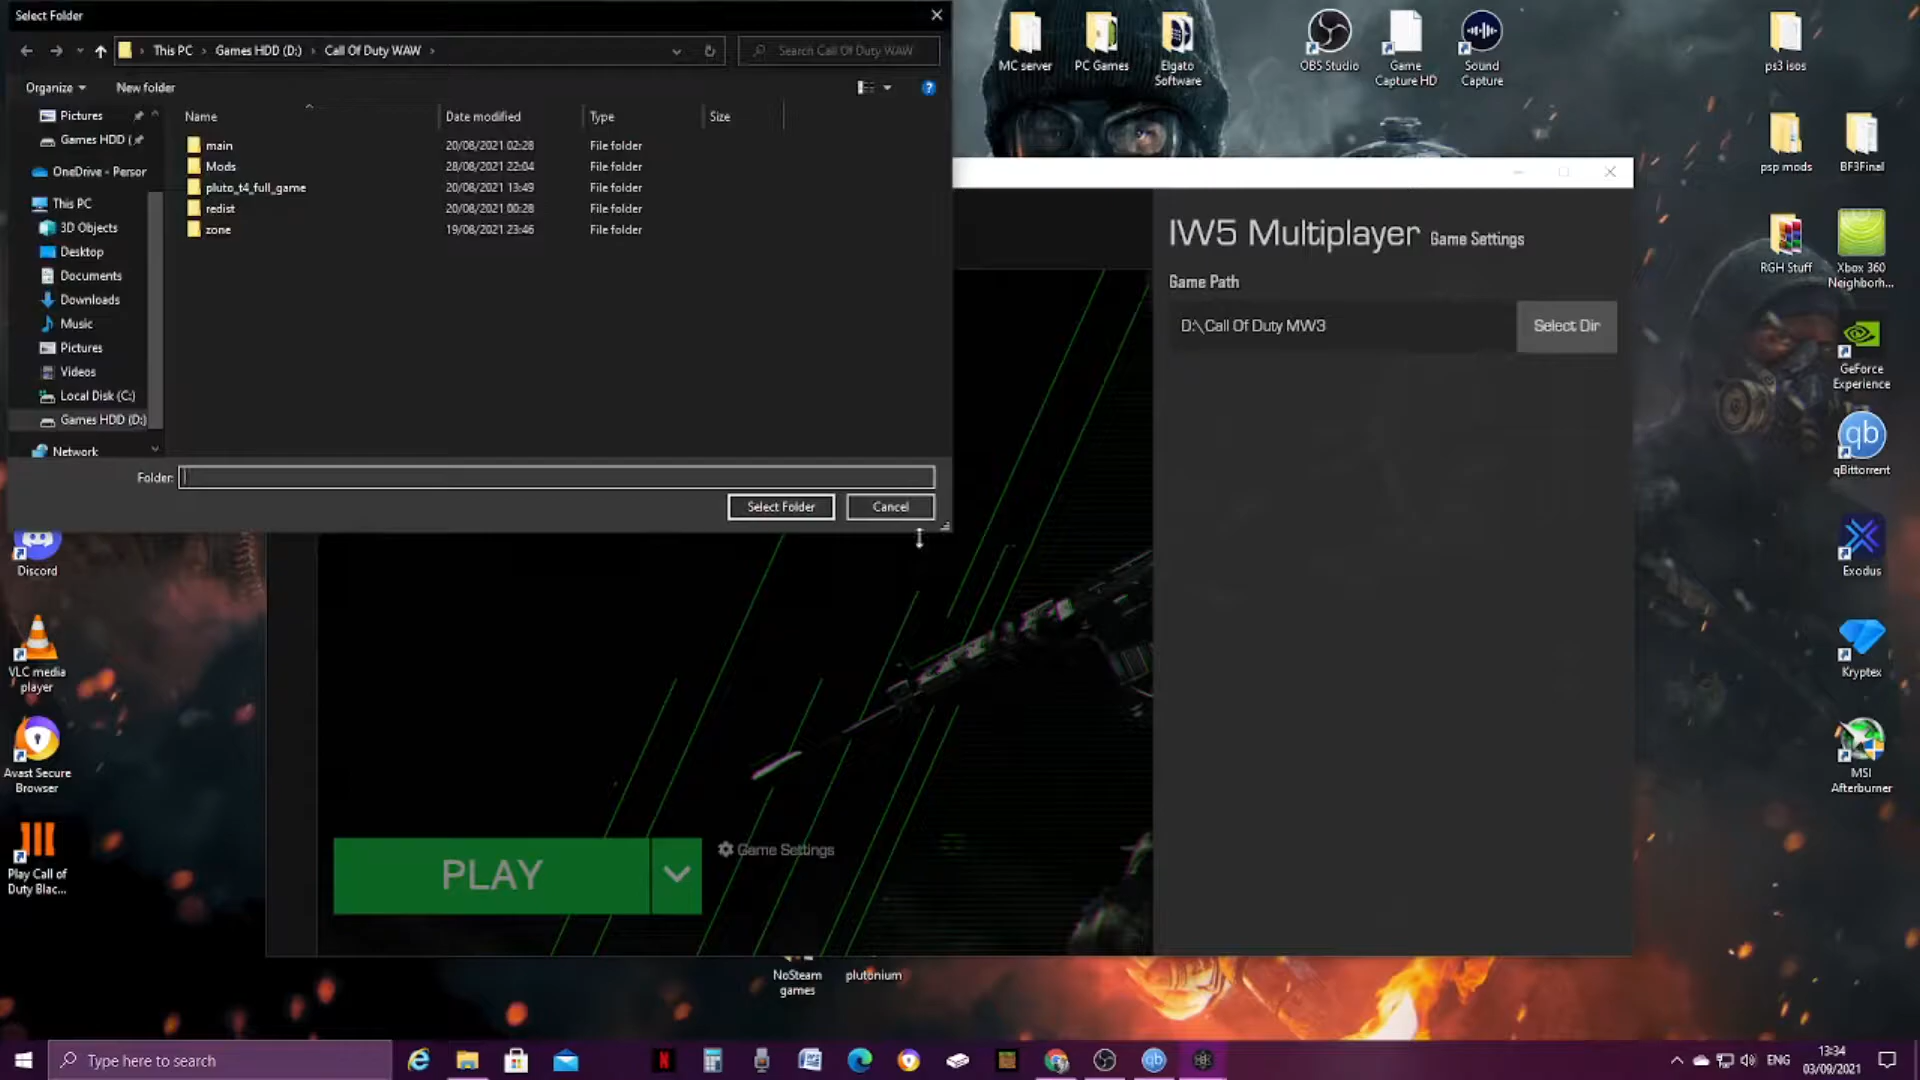 Select Folder
This PC
Games HDD (D:)
Call Of Duty WAW
Search Call Of Duty WAW
Organize
New folder
Name
Date modified
Type
Size
Pictures
Games HDD (
OneDrive - Person
This PC
3D Objects
Desktop
Documents
Downloads
Music
Pictures
Videos
Local Disk (C:)
Games HDD (D:)
Network
main
20/08/2021 02:28
File folder
Mods
28/08/2021 22:04
File folder
pluto_t4_full_game
20/08/2021 13:49
File folder
redist
20/08/2021 00:28
File folder
zone
19/08/2021 23:46
File folder
Folder:
Select Folder
Cancel
MC server
PC Games
Elgato
Software
OBS Studio
Game
Capture HD
Sound
Capture
ps3 isos
psp mods
BF3Final
RGH Stuff
Xbox 360
Neighborh...
GeForce
Experience
qBittorrent
Exodus
Kryptex
MSI
Afterburner
IW5 Multiplayer Game Settings
Game Path
D:\Call Of Duty MW3
Select Dir
Discord
VLC media
player
Avast Secure
Browser
Play Call of
Duty Blac...
PLAY
Game Settings
NoSteam
games
plutonium
Type here to search
ENG
13:34
03/09/2021